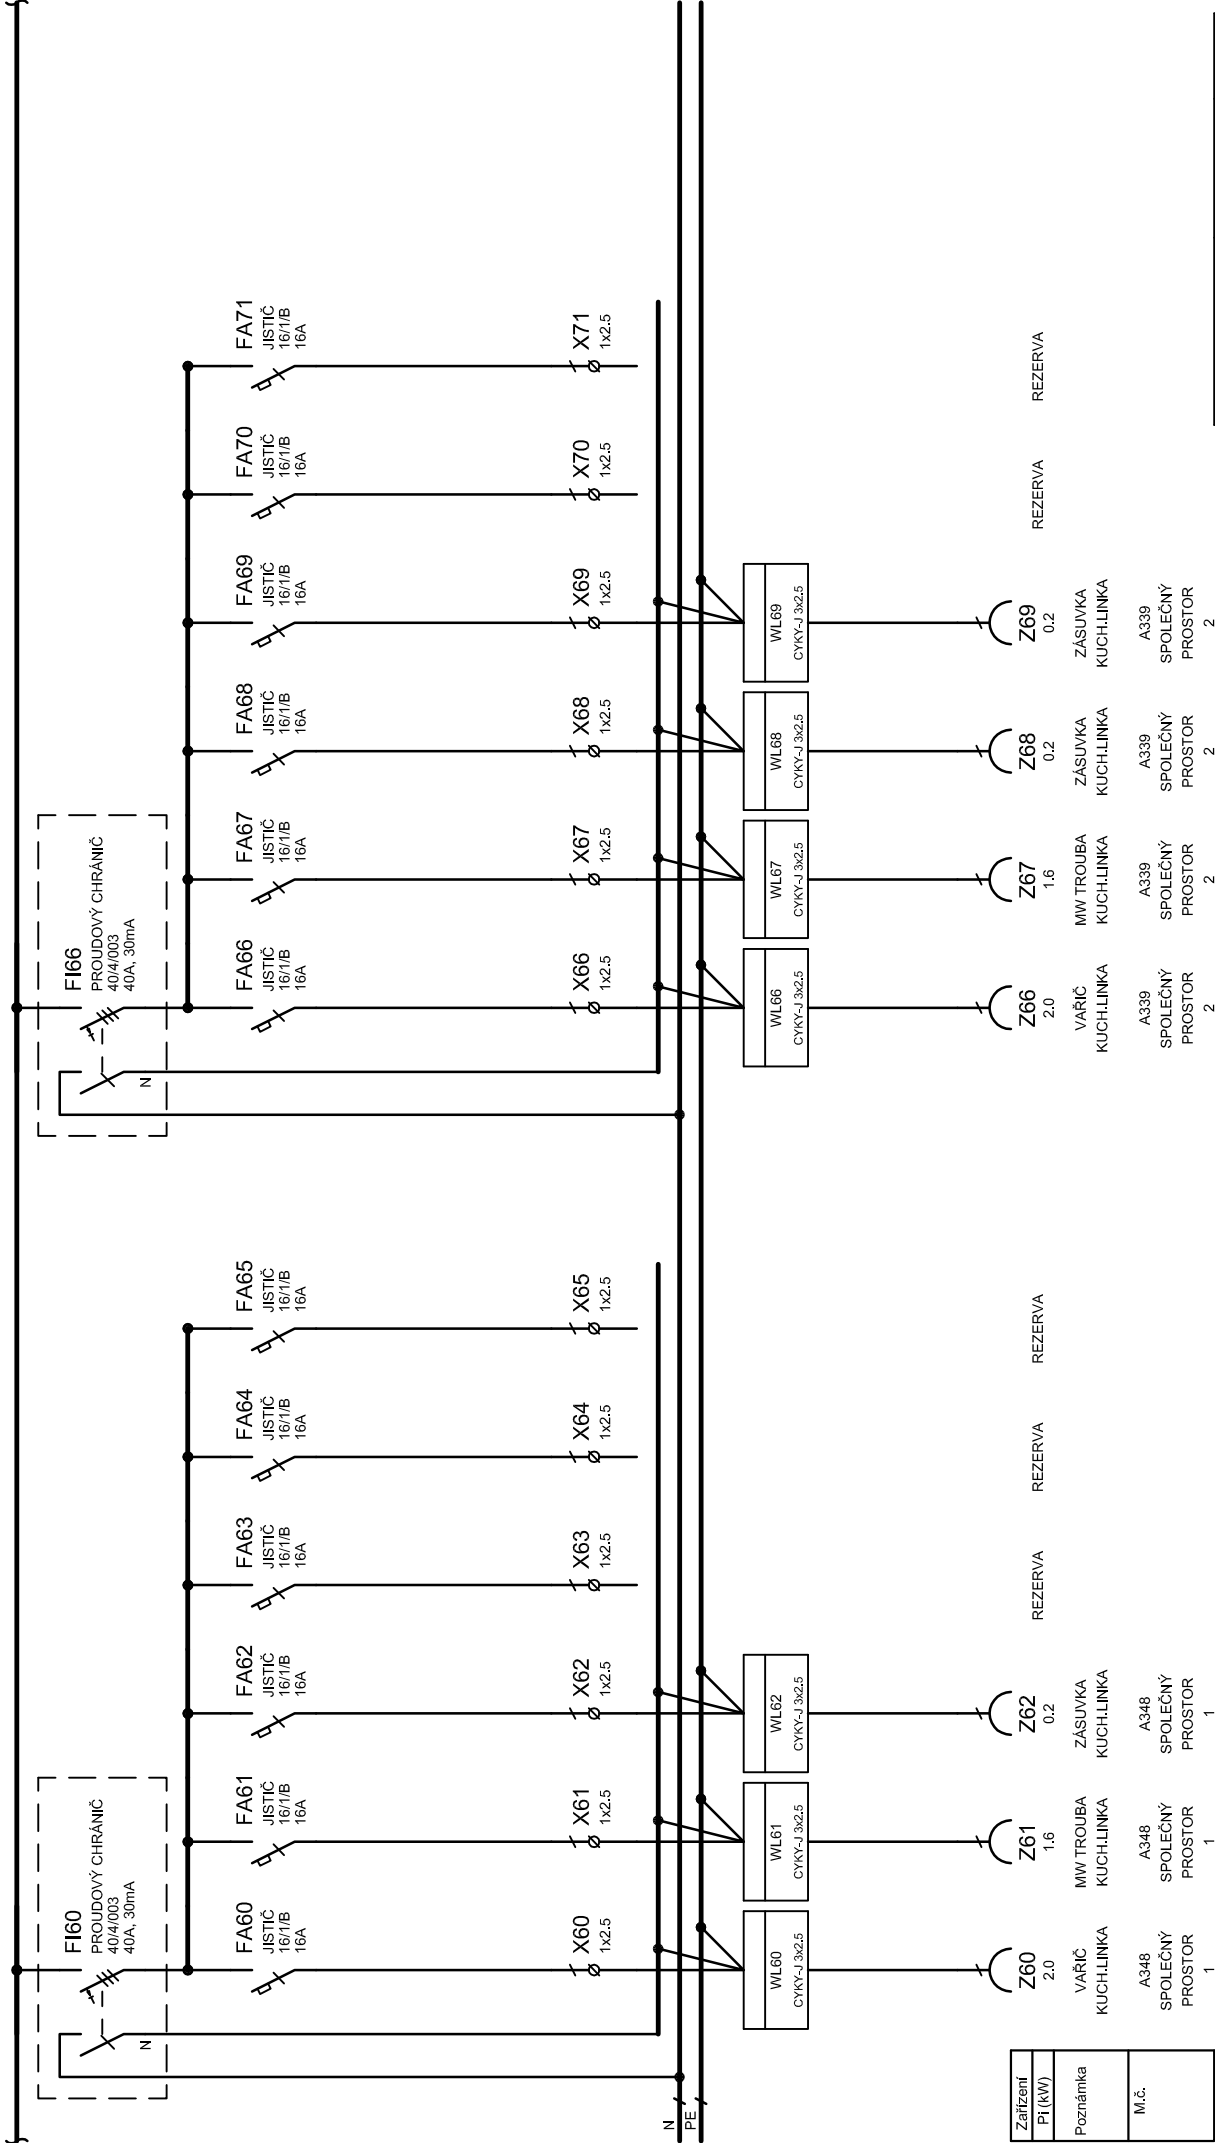 FI60
PROUDOVÝ CHRÁNIČ
40/4/003
40A, 30mA
N
FI66
PROUDOVÝ CHRÁNIČ
40/4/003
40A, 30mA
N
FA60
JISTIČ
16/1/B
16A
FA61
JISTIČ
16/1/B
16A
FA62
JISTIČ
16/1/B
16A
FA63
JISTIČ
16/1/B
16A
FA64
JISTIČ
16/1/B
16A
FA65
JISTIČ
16/1/B
16A
FA66
JISTIČ
16/1/B
16A
FA67
JISTIČ
16/1/B
16A
FA68
JISTIČ
16/1/B
16A
FA69
JISTIČ
16/1/B
16A
FA70
JISTIČ
16/1/B
16A
FA71
JISTIČ
16/1/B
16A
X60
1x2.5
X61
1x2.5
X62
1x2.5
X63
1x2.5
X64
1x2.5
X65
1x2.5
X66
1x2.5
X67
1x2.5
X68
1x2.5
X69
1x2.5
X70
1x2.5
X71
1x2.5
N
PE
WL60
CYKY-J 3x2.5
WL61
CYKY-J 3x2.5
WL62
CYKY-J 3x2.5
WL66
CYKY-J 3x2.5
WL67
CYKY-J 3x2.5
WL68
CYKY-J 3x2.5
WL69
CYKY-J 3x2.5
Zařízení
Pi (kW)
Poznámka
M.č.
Z60
2.0
VAŘIČ
KUCH.LINKA
A348
SPOLEČNÝ
PROSTOR
1
Z61
1.6
MW TROUBA
KUCH.LINKA
A348
SPOLEČNÝ
PROSTOR
1
Z62
0.2
ZÁSUVKA
KUCH.LINKA
A348
SPOLEČNÝ
PROSTOR
1
REZERVA
REZERVA
REZERVA
Z66
2.0
VAŘIČ
KUCH.LINKA
A339
SPOLEČNÝ
PROSTOR
2
Z67
1.6
MW TROUBA
KUCH.LINKA
A339
SPOLEČNÝ
PROSTOR
2
Z68
0.2
ZÁSUVKA
KUCH.LINKA
A339
SPOLEČNÝ
PROSTOR
2
Z69
0.2
ZÁSUVKA
KUCH.LINKA
A339
SPOLEČNÝ
PROSTOR
2
REZERVA
REZERVA